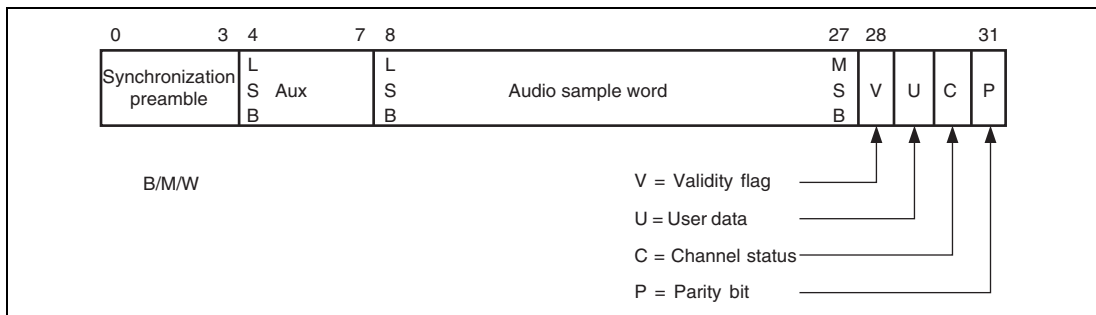 0 3 4 7 8 27 28 31
Synchronization
preamble
L
S
B
Aux
L
S
B
Audio sample word
M
S
B
V
U
C
P
B/M/W
V = Validity flag
U = User data
C = Channel status
P = Parity bit